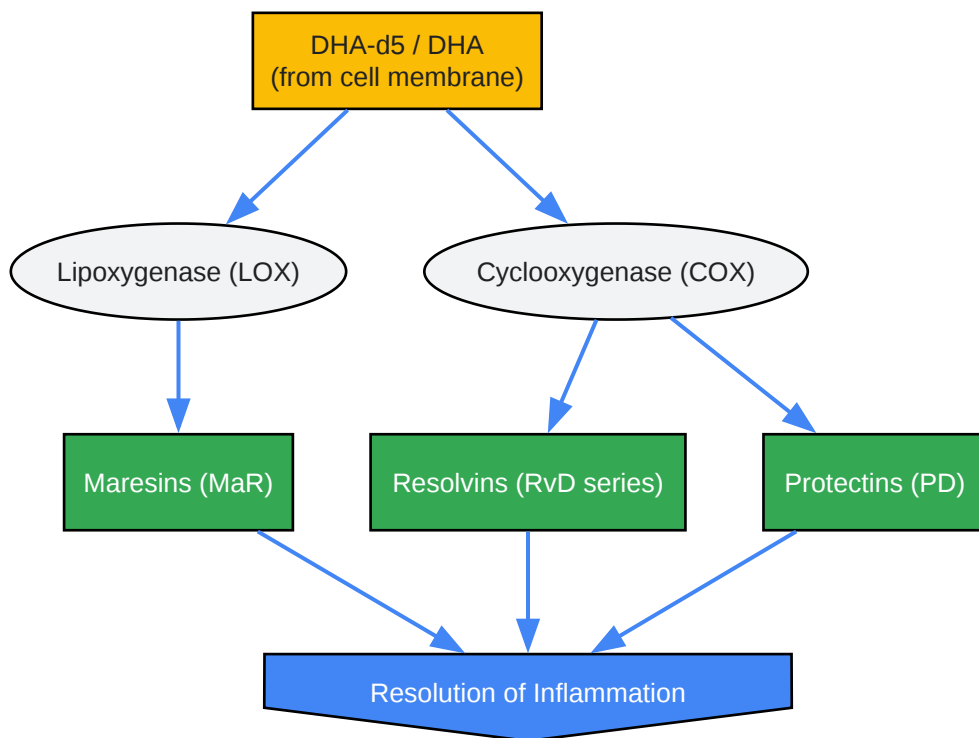 DHA-d5 / DHA
(from cell membrane)
Lipoxygenase (LOX)
Cyclooxygenase (COX)
Maresins (MaR)
Resolvins (RvD series)
Protectins (PD)
Resolution of Inflammation